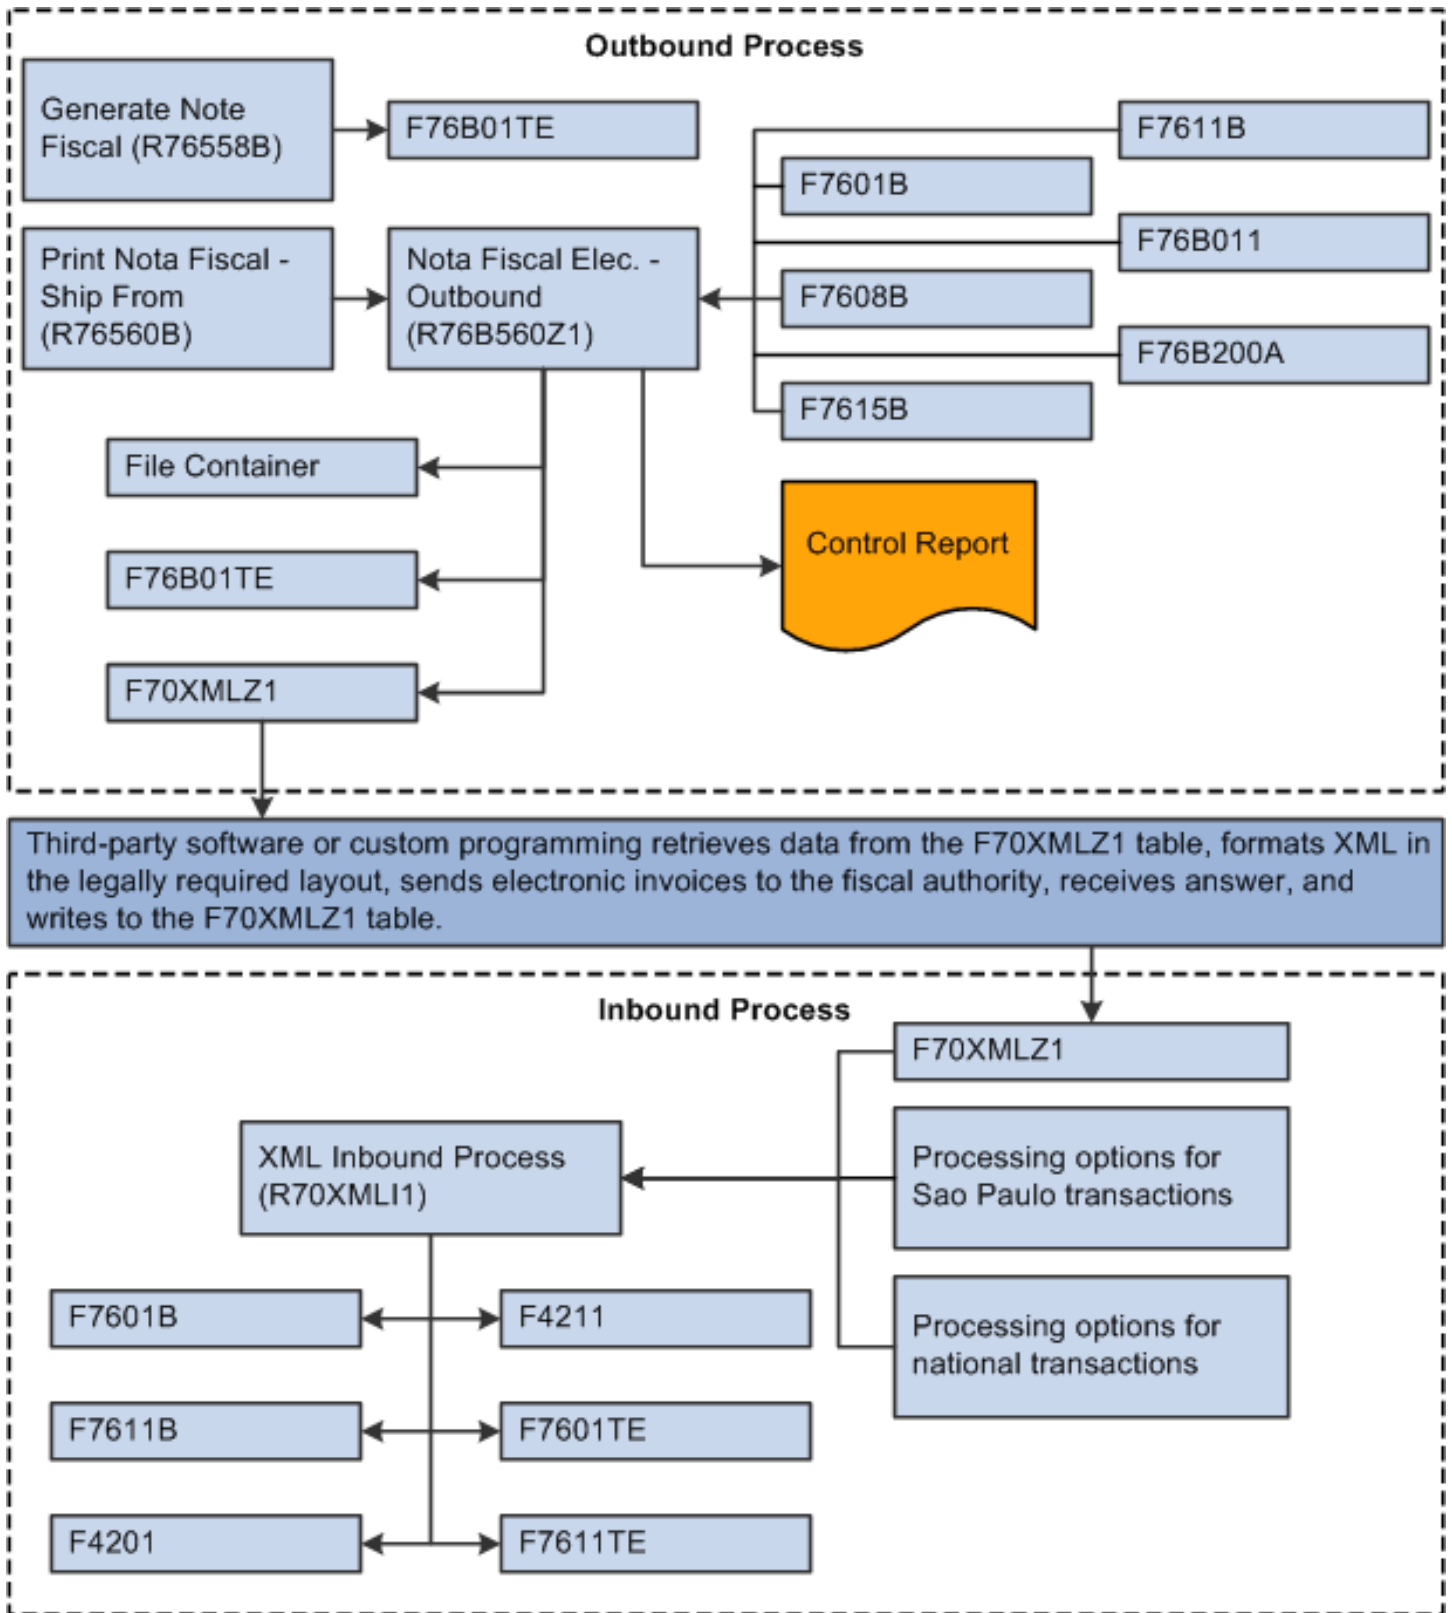 Outbound Process
Generate Note
Fiscal (R76558B)
F76B01TE
F7611B
F7601B
F76B011
Print Nota Fiscal -
Ship From
(R76560B)
Nota Fiscal Elec. -
Outbound
(R76B560Z1)
F7608B
F76B200A
F7615B
File Container
Control Report
F76B01TE
F70XMLZ1
Third-party software or custom programming retrieves data from the F70XMLZ1 table, formats XML in
the legally required layout, sends electronic invoices to the fiscal authority, receives answer, and
writes to the F70XMLZ1 table.
Inbound Process
F70XMLZ1
XML Inbound Process
(R70XMLI1)
Processing options for
Sao Paulo transactions
Processing options for
national transactions
F7601B
F4211
F7611B
F7601TE
F4201
F7611TE